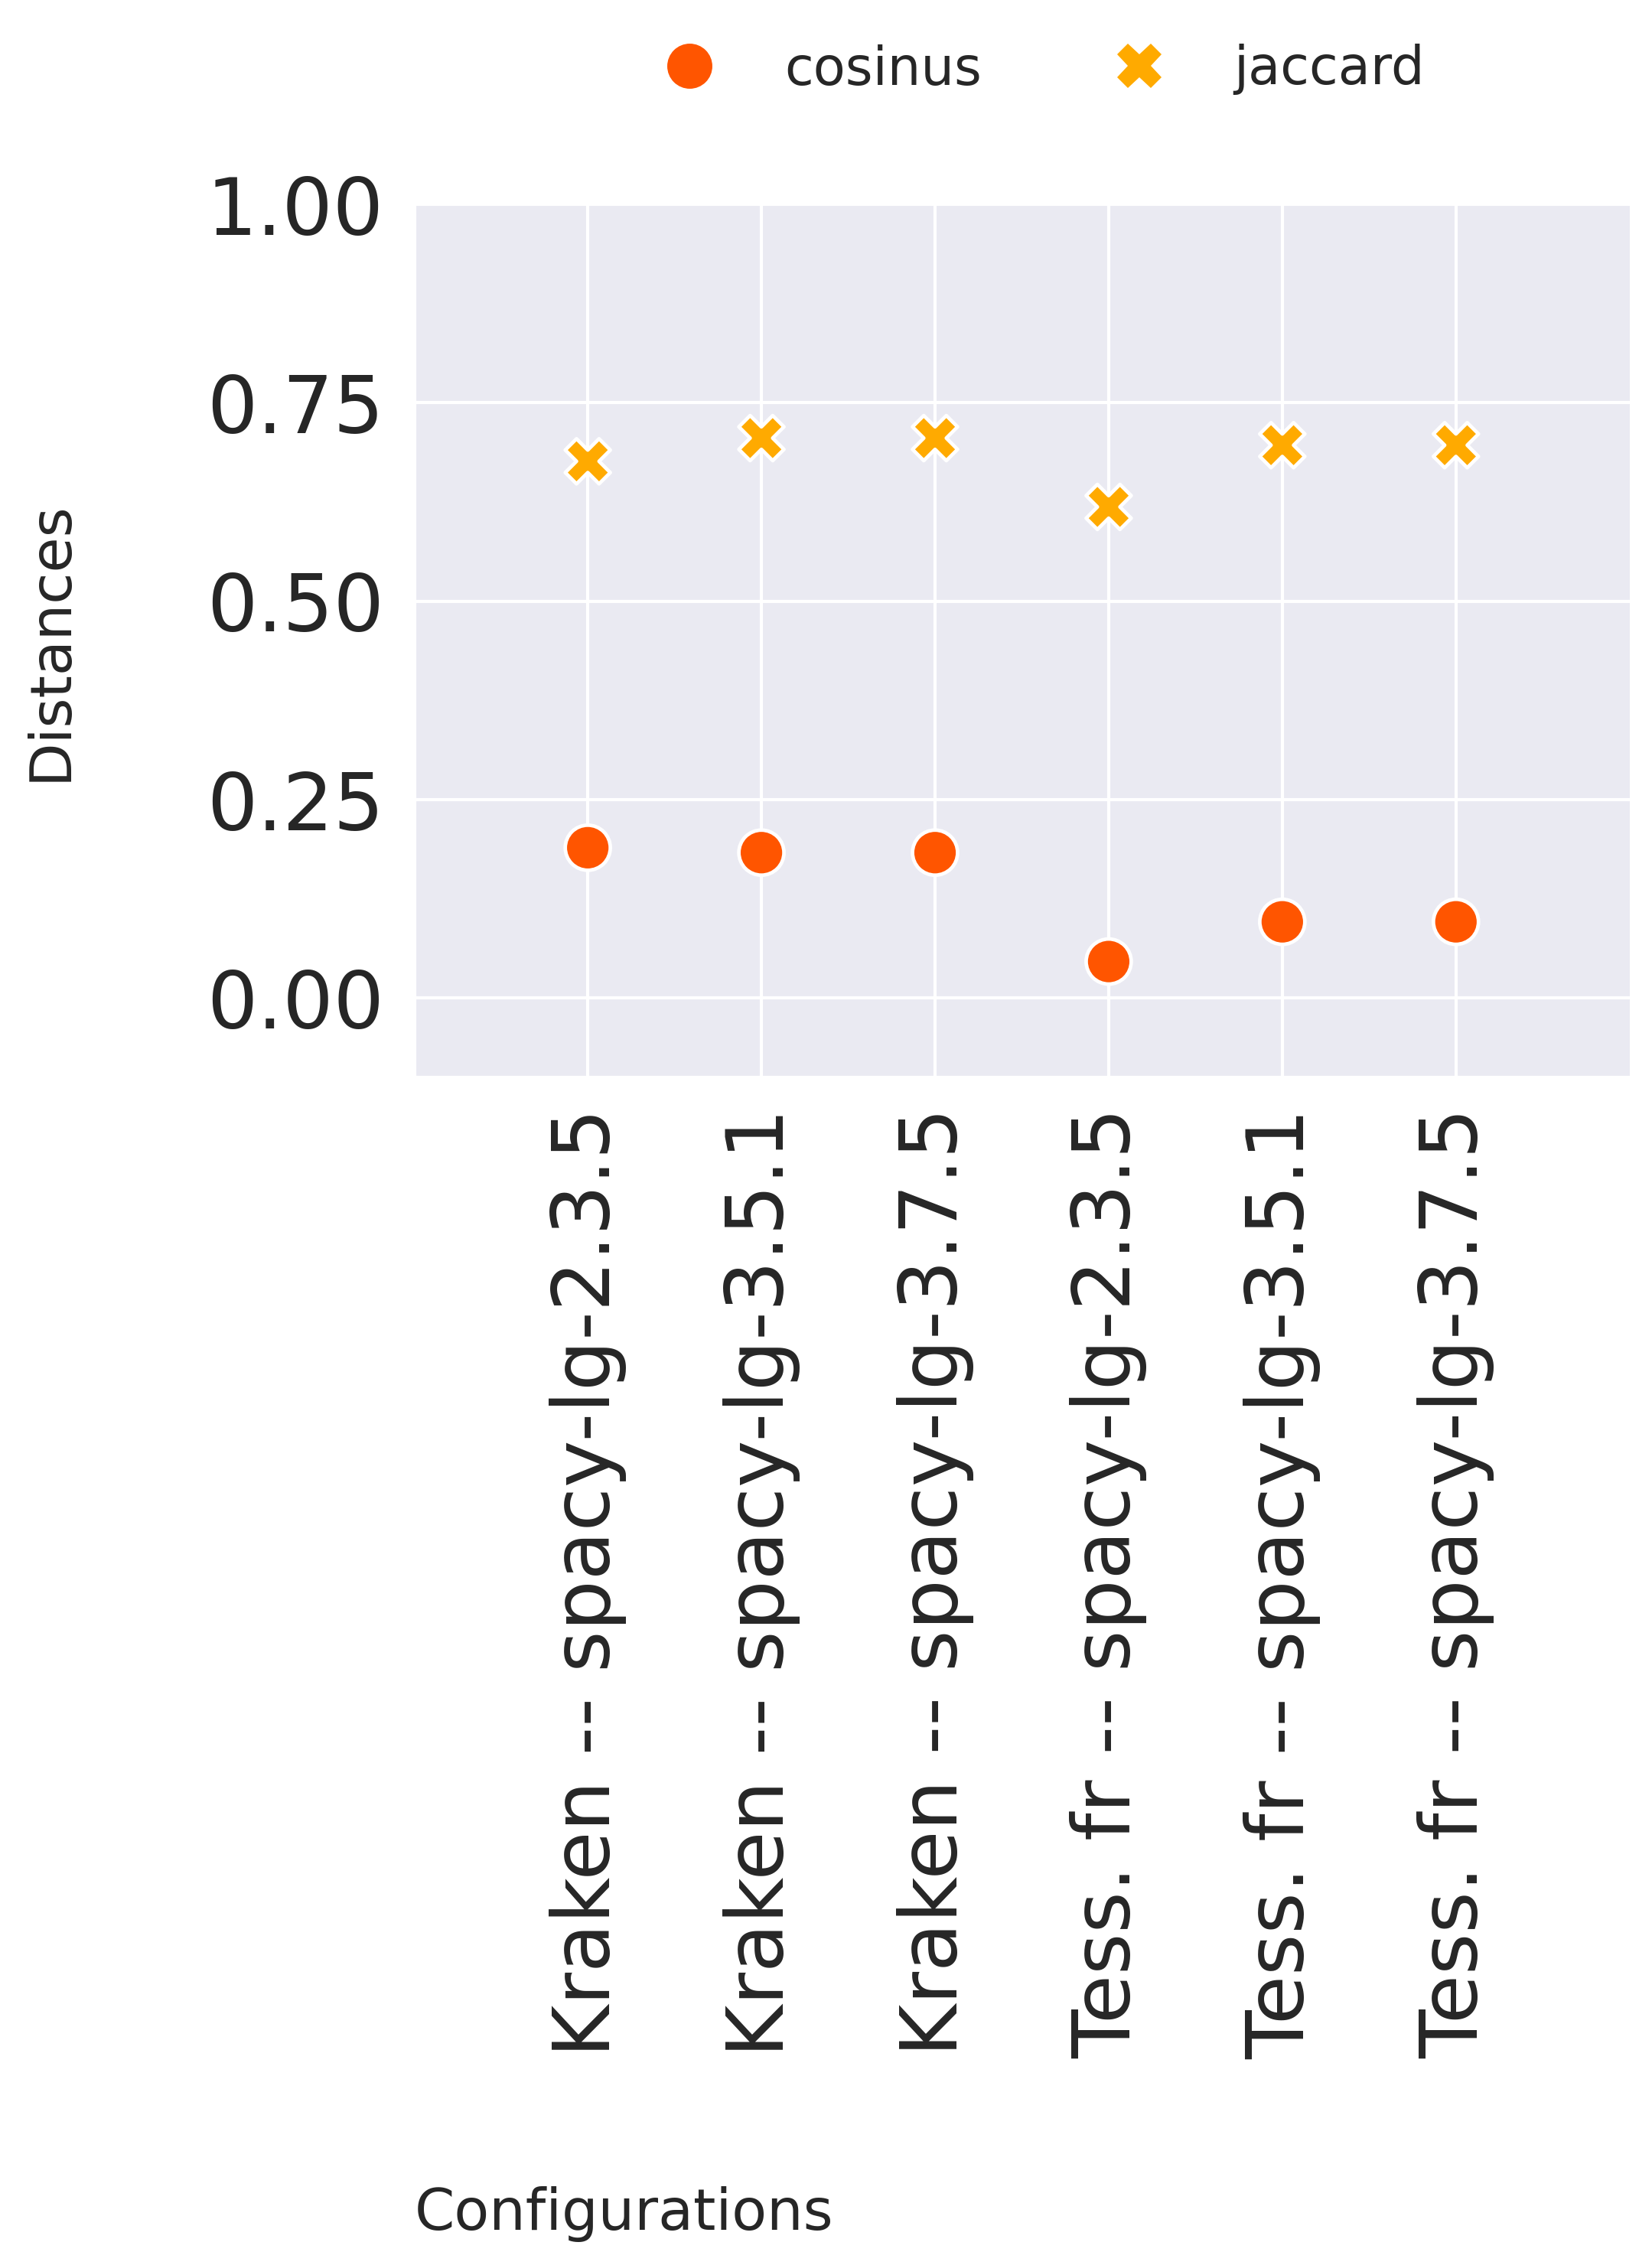 cosinus jaccard
1.00
0.75
0.50
0.25
0.00
Distances
Kraken -- spacy-lg-2.3.5
Kraken -- spacy-lg-3.5.1
Kraken -- spacy-lg-3.7.5
Tess. fr -- spacy-lg-2.3.5
Tess. fr -- spacy-lg-3.5.1
Tess. fr -- spacy-lg-3.7.5
Configurations